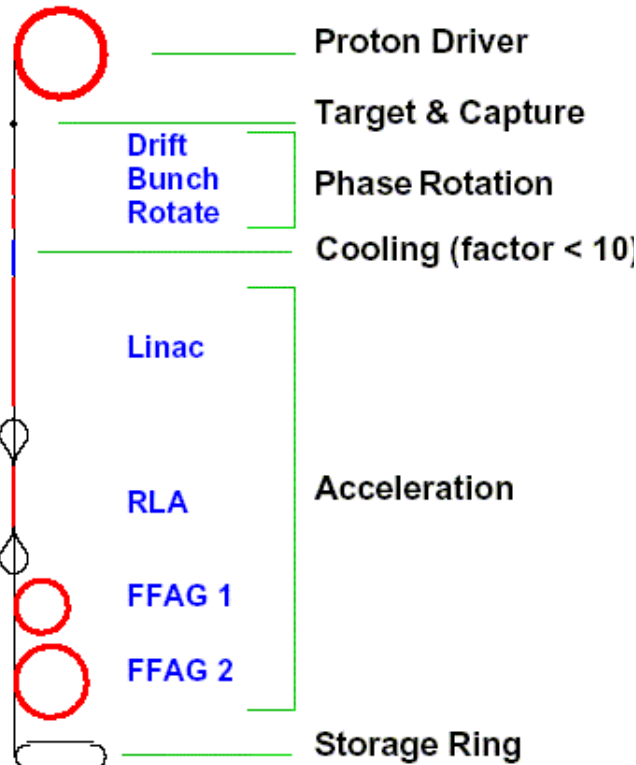 Proton Driver
Target & Capture
Drift
Bunch
Rotate
Phase Rotation
Cooling (factor < 10)
Linac
Acceleration
RLA
FFAG 1
FFAG 2
Storage Ring